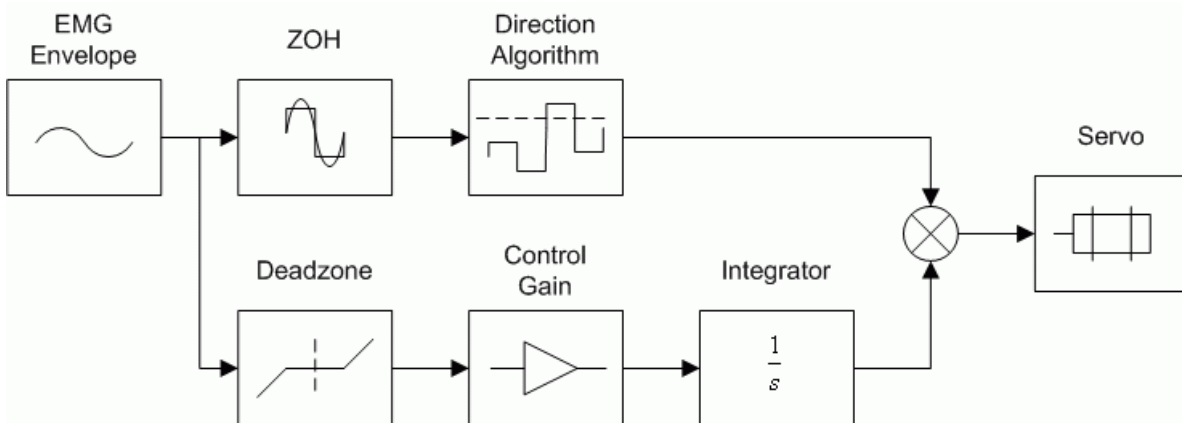 EMG
Envelope
ZOH
Direction
Algorithm
Servo
Deadzone
Control
Gain
Integrator
1
s